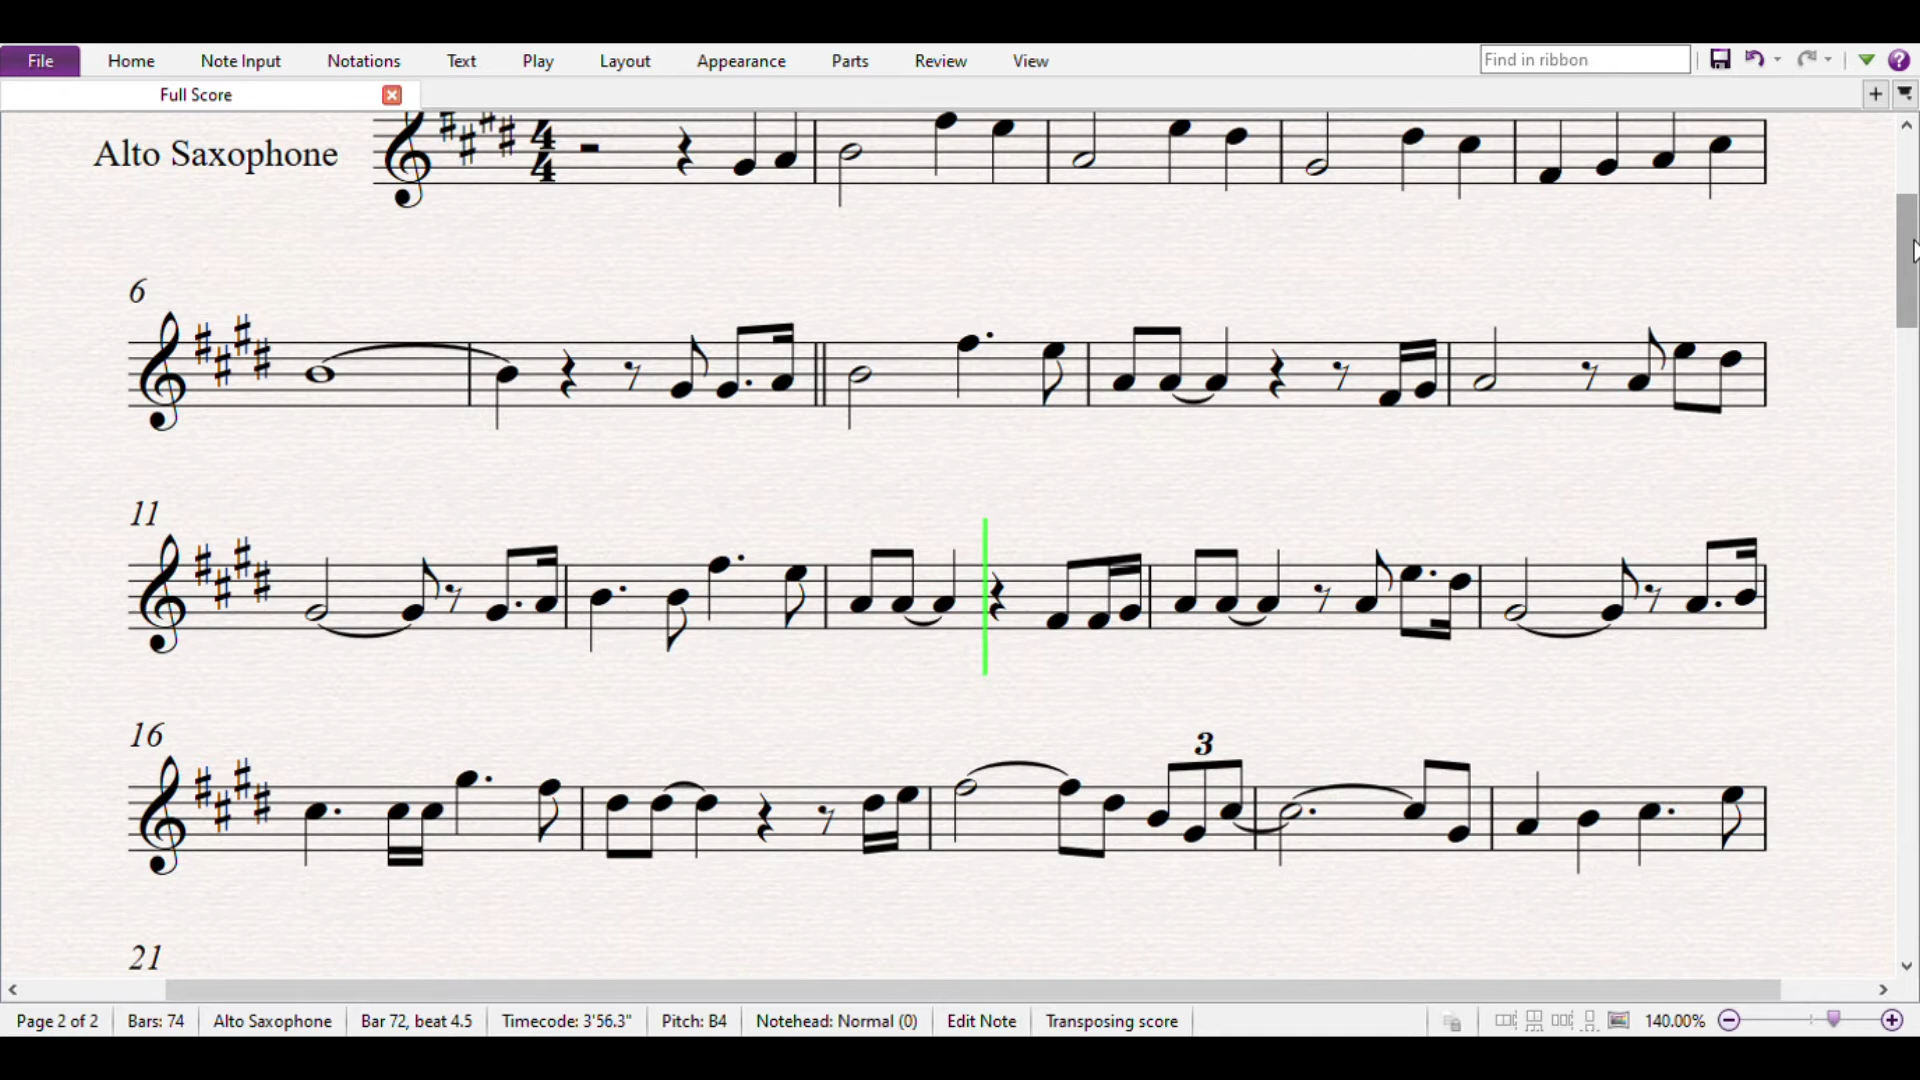 File Home Note Input Notations Text Play Layout Appearance Parts Review View Find in ribbon
Full Score
Alto Saxophone
4
4
6
11
16
3
21
Page 2 of 2 Bars: 74 Alto Saxophone Bar 72, beat 4.5 Timecode: 3'56.3" Pitch: B4 Notehead: Normal (0) Edit Note Transposing score 140.00%